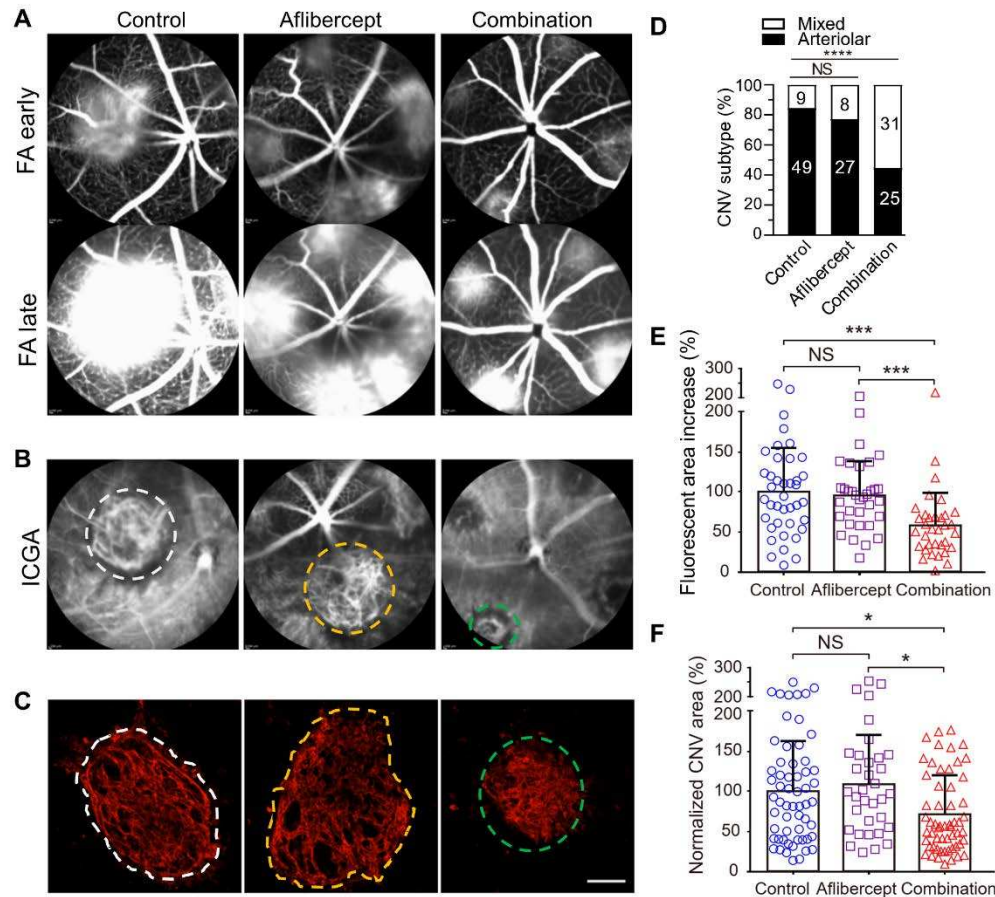 A
Control
Aflibercept
Combination
FA early
FA late
B
ICGA
C
D
Mixed
Arteriolar
****
NS
CNV subtype (%)
100
80
60
40
20
0
9
8
31
49
27
25
Control
Aflibercept
Combination
E
***
NS
***
Fluorescent area increase (%)
300
200
200
150
100
50
0
Control Aflibercept Combination
F
*
NS
*
Normalized CNV area (%)
300
200
200
150
100
50
0
Control Aflibercept Combination